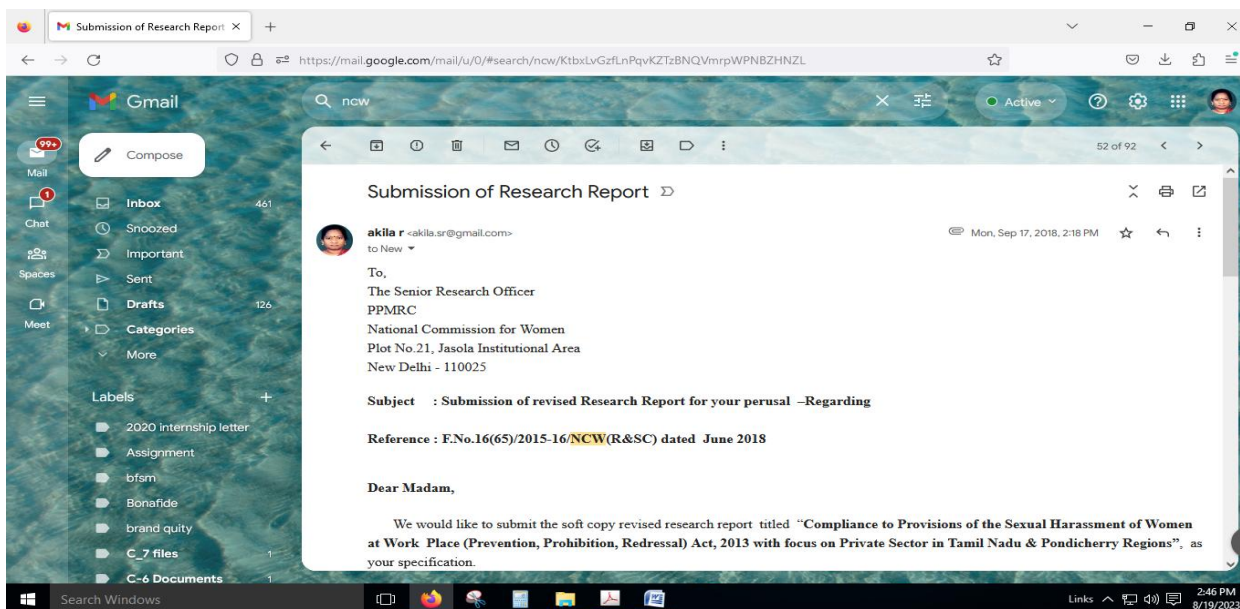 Submission of Research Report
https://mail.google.com/mail/u/0/#search/ncw/KtbxLvGzfLnPqvKZTzBNQVmrpWPNBZHNZL
Gmail
ncw
Active
99+
Mail
1
Chat
Spaces
Meet
Compose
Inbox 461
Snoozed
Important
Sent
Drafts 126
Categories
More
Labels
2020 internship letter
Assignment
bfsm
Bonafide
brand quity
C_7 files 1
C-6 Documents 1
52 of 92
Submission of Research Report
akila r <akila.sr@gmail.com>
Mon, Sep 17, 2018, 2:18 PM
to New
To,
The Senior Research Officer
PPMRC
National Commission for Women
Plot No.21, Jasola Institutional Area
New Delhi - 110025
Subject : Submission of revised Research Report for your perusal –Regarding
Reference : F.No.16(65)/2015-16/NCW(R&SC) dated June 2018
Dear Madam,
We would like to submit the soft copy revised research report titled “Compliance to Provisions of the Sexual Harassment of Women
at Work Place (Prevention, Prohibition, Redressal) Act, 2013 with focus on Private Sector in Tamil Nadu & Pondicherry Regions”, as
your specification.
Search Windows
Links
2:46 PM
8/19/2023